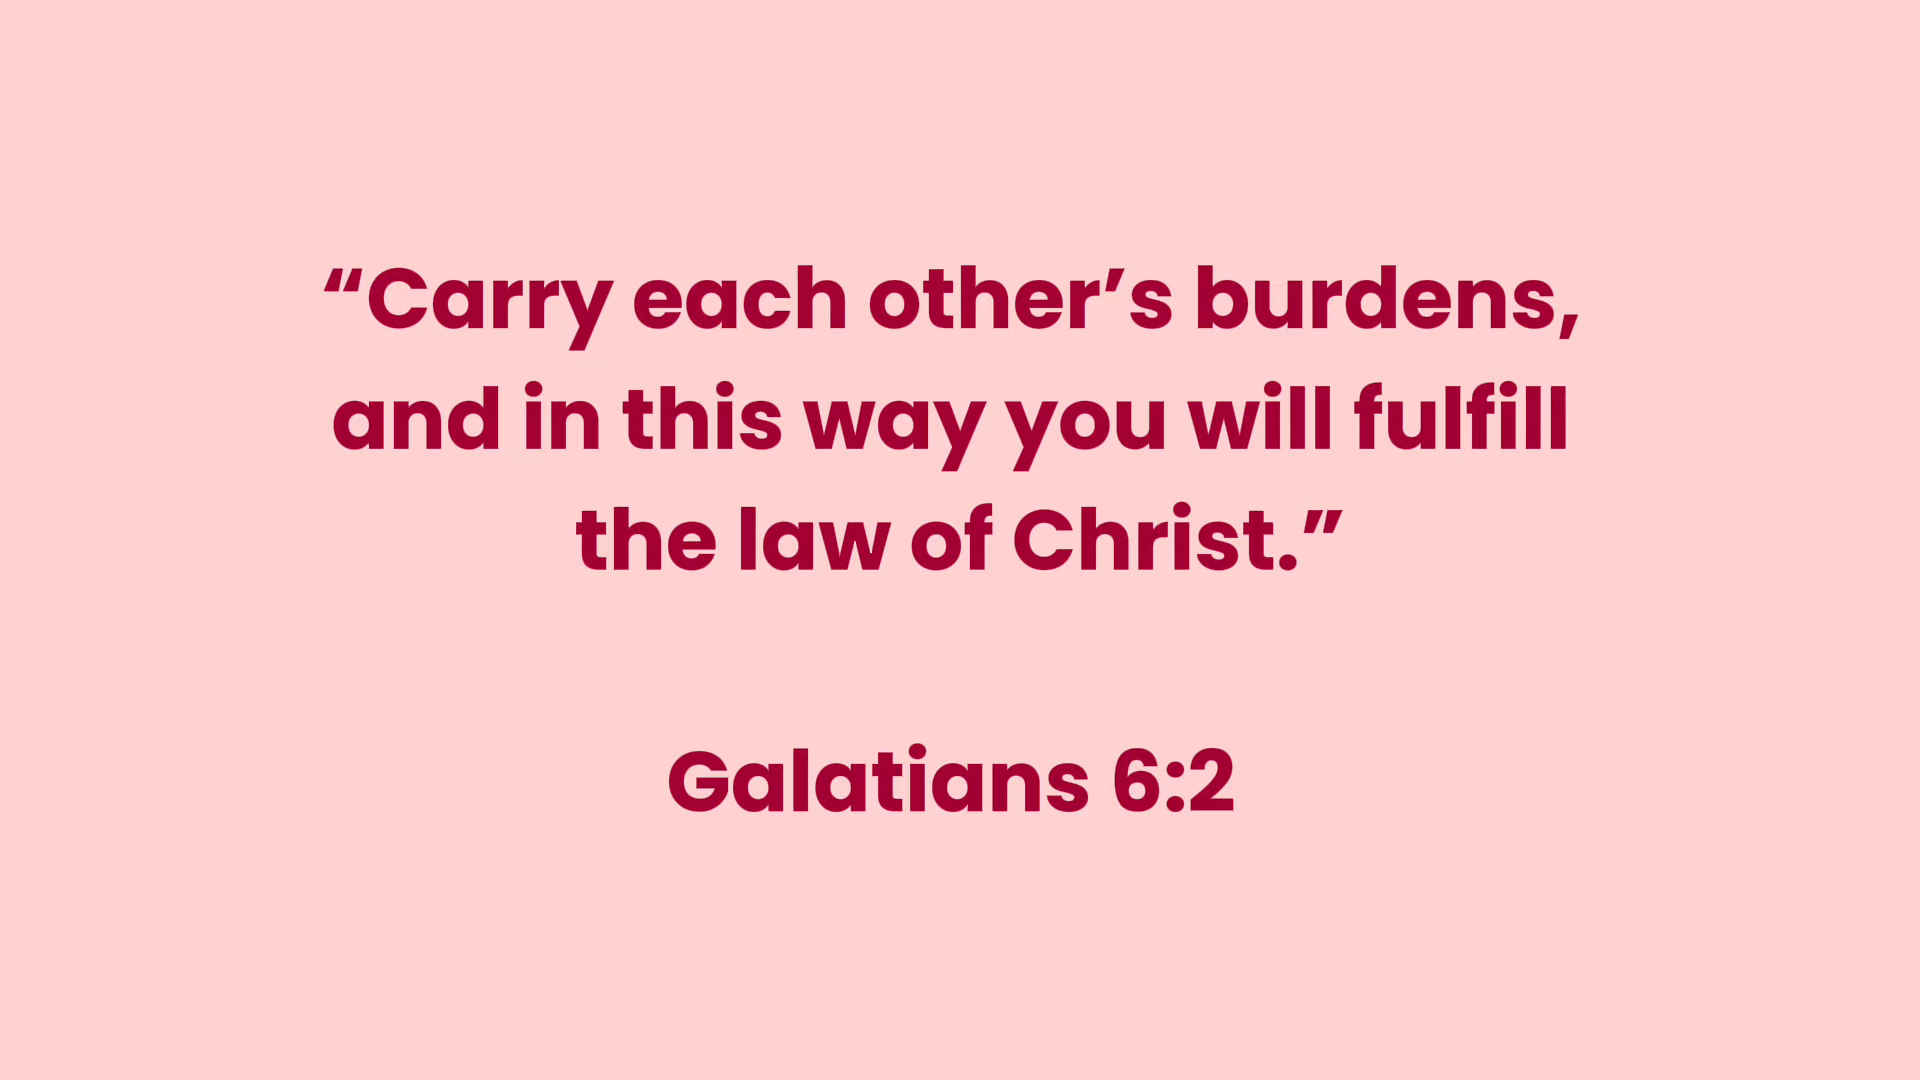 “Carry each other’s burdens,
and in this way you will fulfill
the law of Christ.”
Galatians 6:2